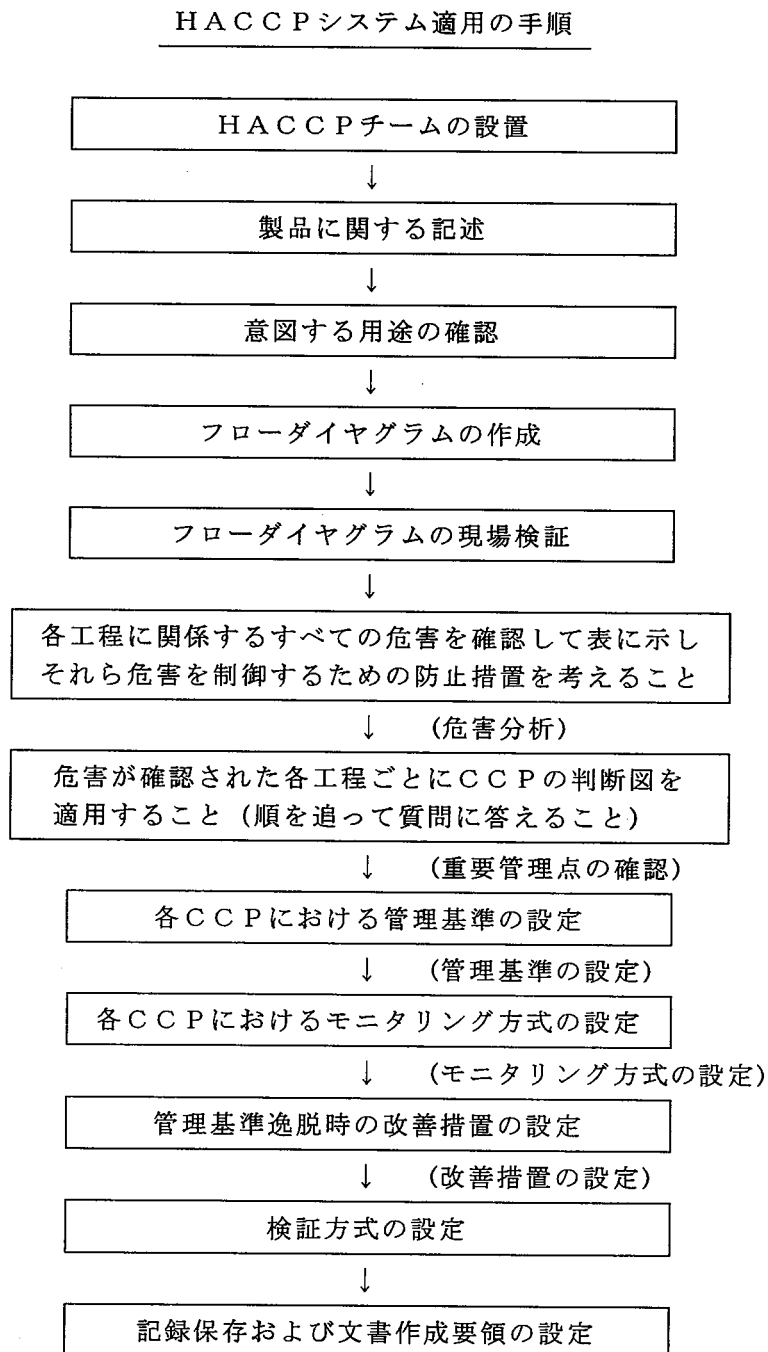 HACCPシステム適用の手順
HACCPチームの設置
↓
製品に関する記述
↓
意図する用途の確認
↓
フローダイヤグラムの作成
↓
フローダイヤグラムの現場検証
↓
各工程に関係するすべての危害を確認して表に示し
それら危害を制御するための防止措置を考えること
↓ (危害分析)
危害が確認された各工程ごとにCCPの判断図を
適用すること(順を追って質問に答えること)
↓ (重要管理点の確認)
各CCPにおける管理基準の設定
↓ (管理基準の設定)
各CCPにおけるモニタリング方式の設定
↓ (モニタリング方式の設定)
管理基準逸脱時の改善措置の設定
↓ (改善措置の設定)
検証方式の設定
↓
記録保存および文書作成要領の設定